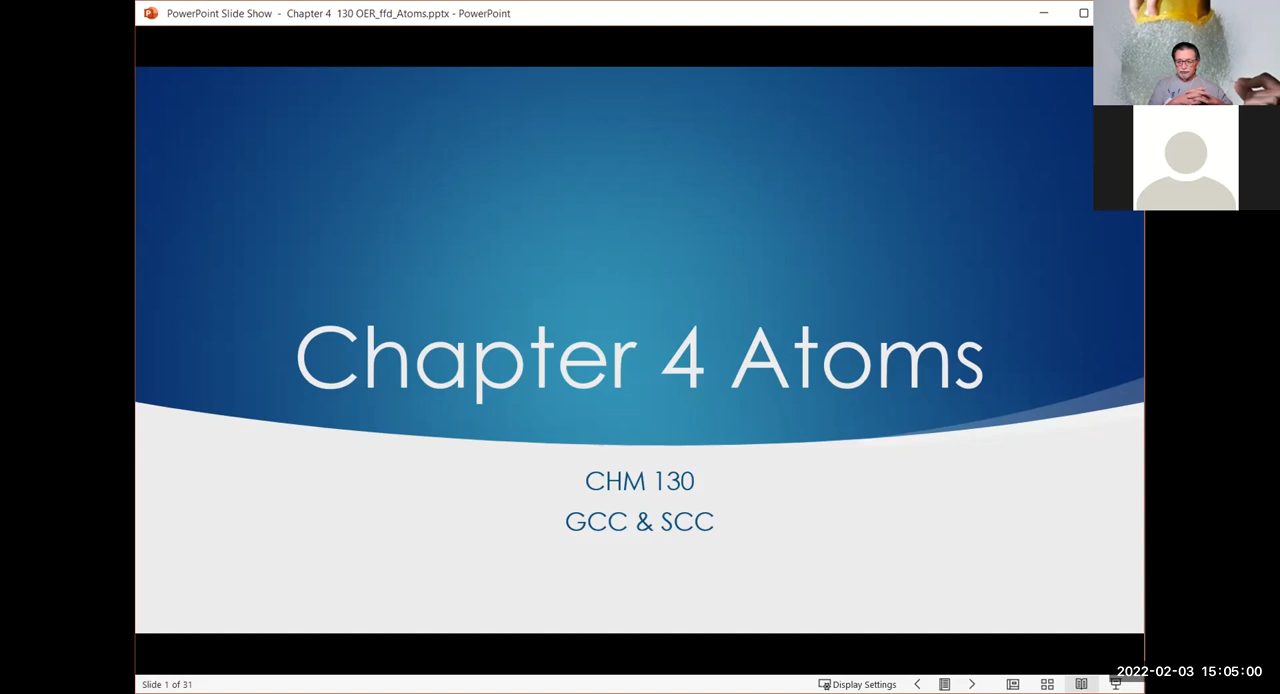 PowerPoint Slide Show - Chapter 4 130 OER_ffd_Atoms.pptx - PowerPoint
Chapter 4 Atoms
CHM 130
GCC & SCC
2022-02-03 15:05:00
Slide 1 of 31
Display Settings